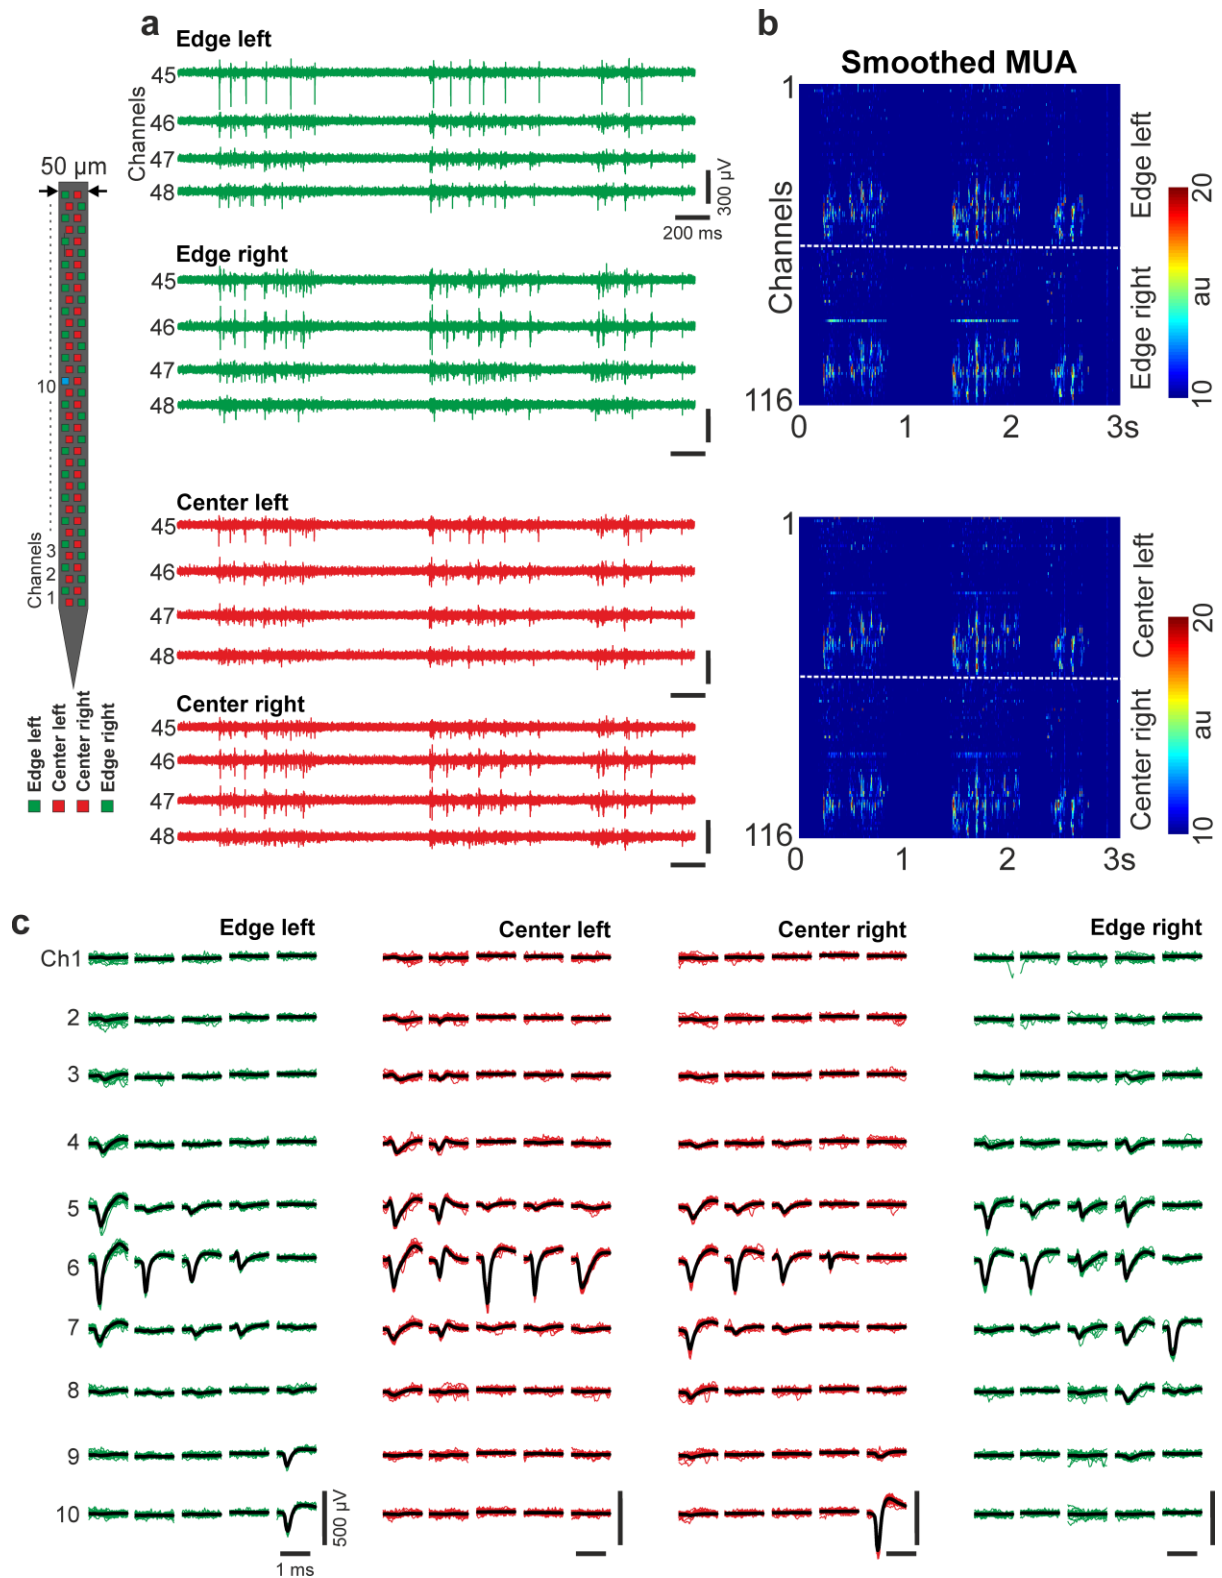 50 µm
10
3
2
1
Channels
Edge left
Center left
Center right
Edge right
a
Edge left
Channels
45
46
47
48
300 µV
200 ms
Edge right
45
46
47
48
Center left
45
46
47
48
Center right
45
46
47
48
b
Smoothed MUA
1
116
Channels
Edge left
Edge right
0 1 2 3s
20
10
au
1
116
Center left
Center right
0 1 2 3s
20
10
au
c
Edge left
Center left
Center right
Edge right
Ch1
2
3
4
5
6
7
8
9
10
500 µV
1 ms